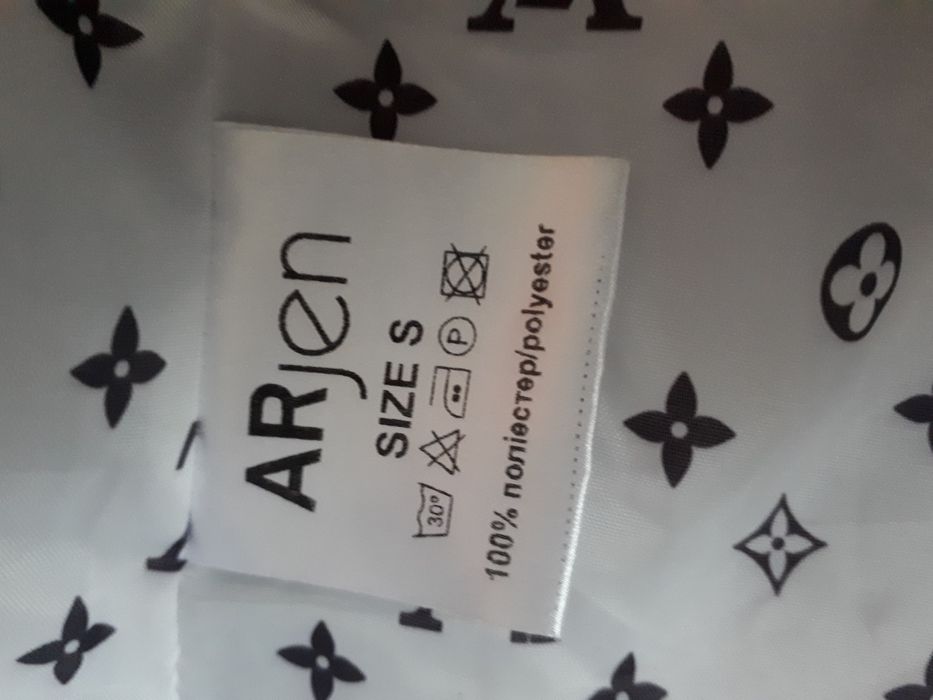 ARjen
SIZE S
30° P
100% поліестер/polyester